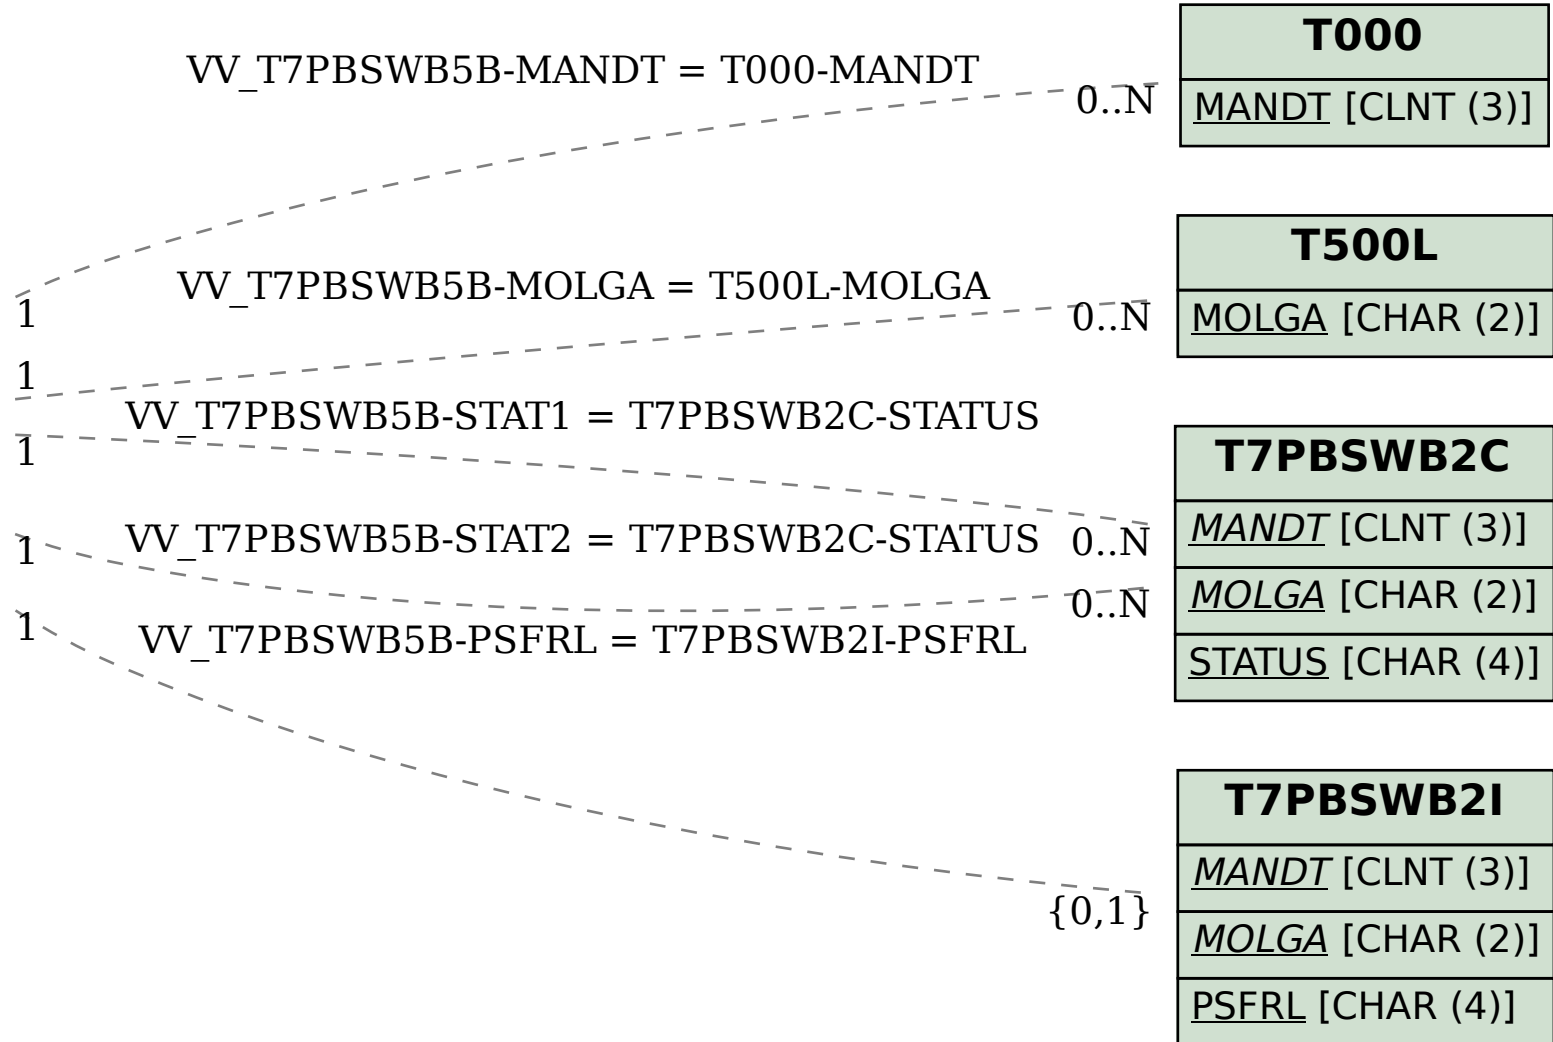 VV_T7PBSWB5B-MANDT = T000-MANDT
0..N
1
T000
MANDT [CLNT (3)]
VV_T7PBSWB5B-MOLGA = T500L-MOLGA
0..N
1
T500L
MOLGA [CHAR (2)]
VV_T7PBSWB5B-STAT1 = T7PBSWB2C-STATUS
1
0..N
VV_T7PBSWB5B-STAT2 = T7PBSWB2C-STATUS
1
0..N
T7PBSWB2C
MANDT [CLNT (3)]
MOLGA [CHAR (2)]
STATUS [CHAR (4)]
VV_T7PBSWB5B-PSFRL = T7PBSWB2I-PSFRL
1
{0,1}
T7PBSWB2I
MANDT [CLNT (3)]
MOLGA [CHAR (2)]
PSFRL [CHAR (4)]